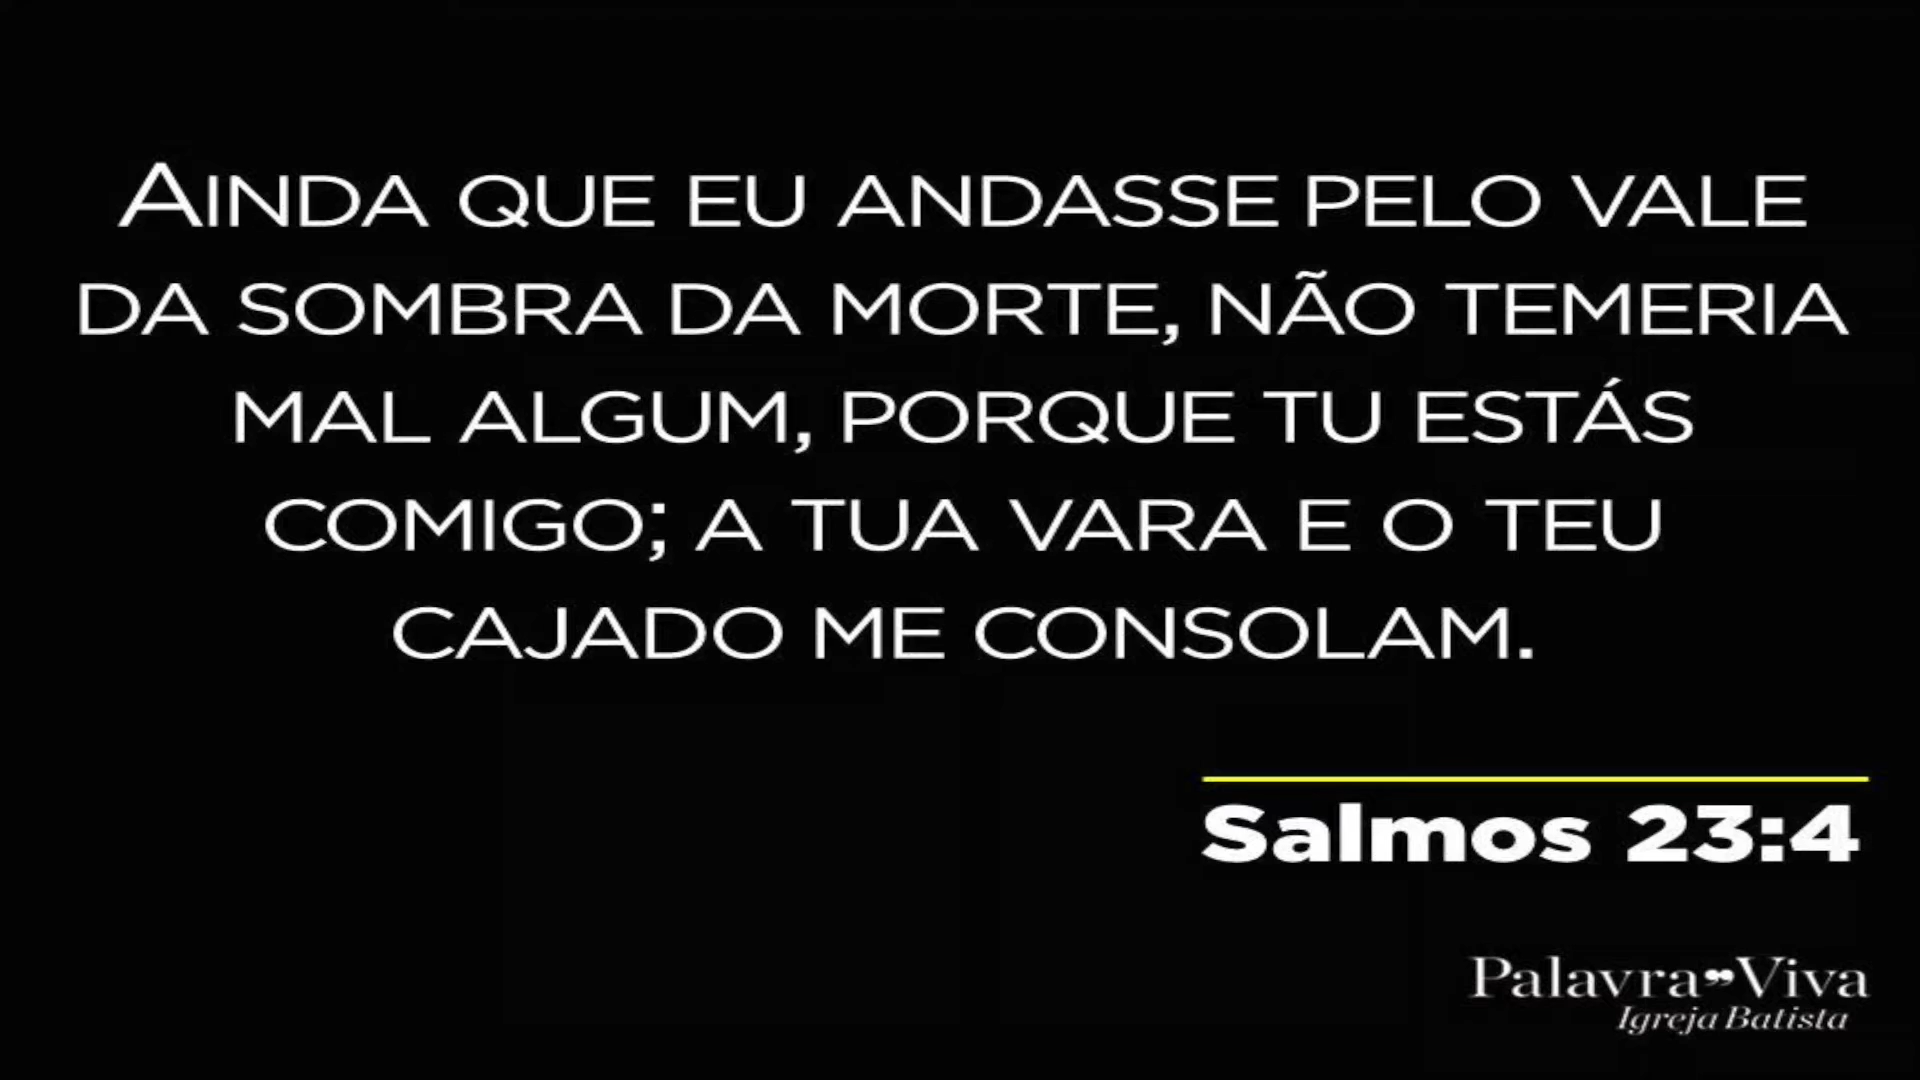 AINDA QUE EU ANDASSE PELO VALE
DA SOMBRA DA MORTE, NÃO TEMERIA
MAL ALGUM, PORQUE TU ESTÁS
COMIGO; A TUA VARA E O TEU
CAJADO ME CONSOLAM.
Salmos 23:4
Palavra”Viva
Igreja Batista